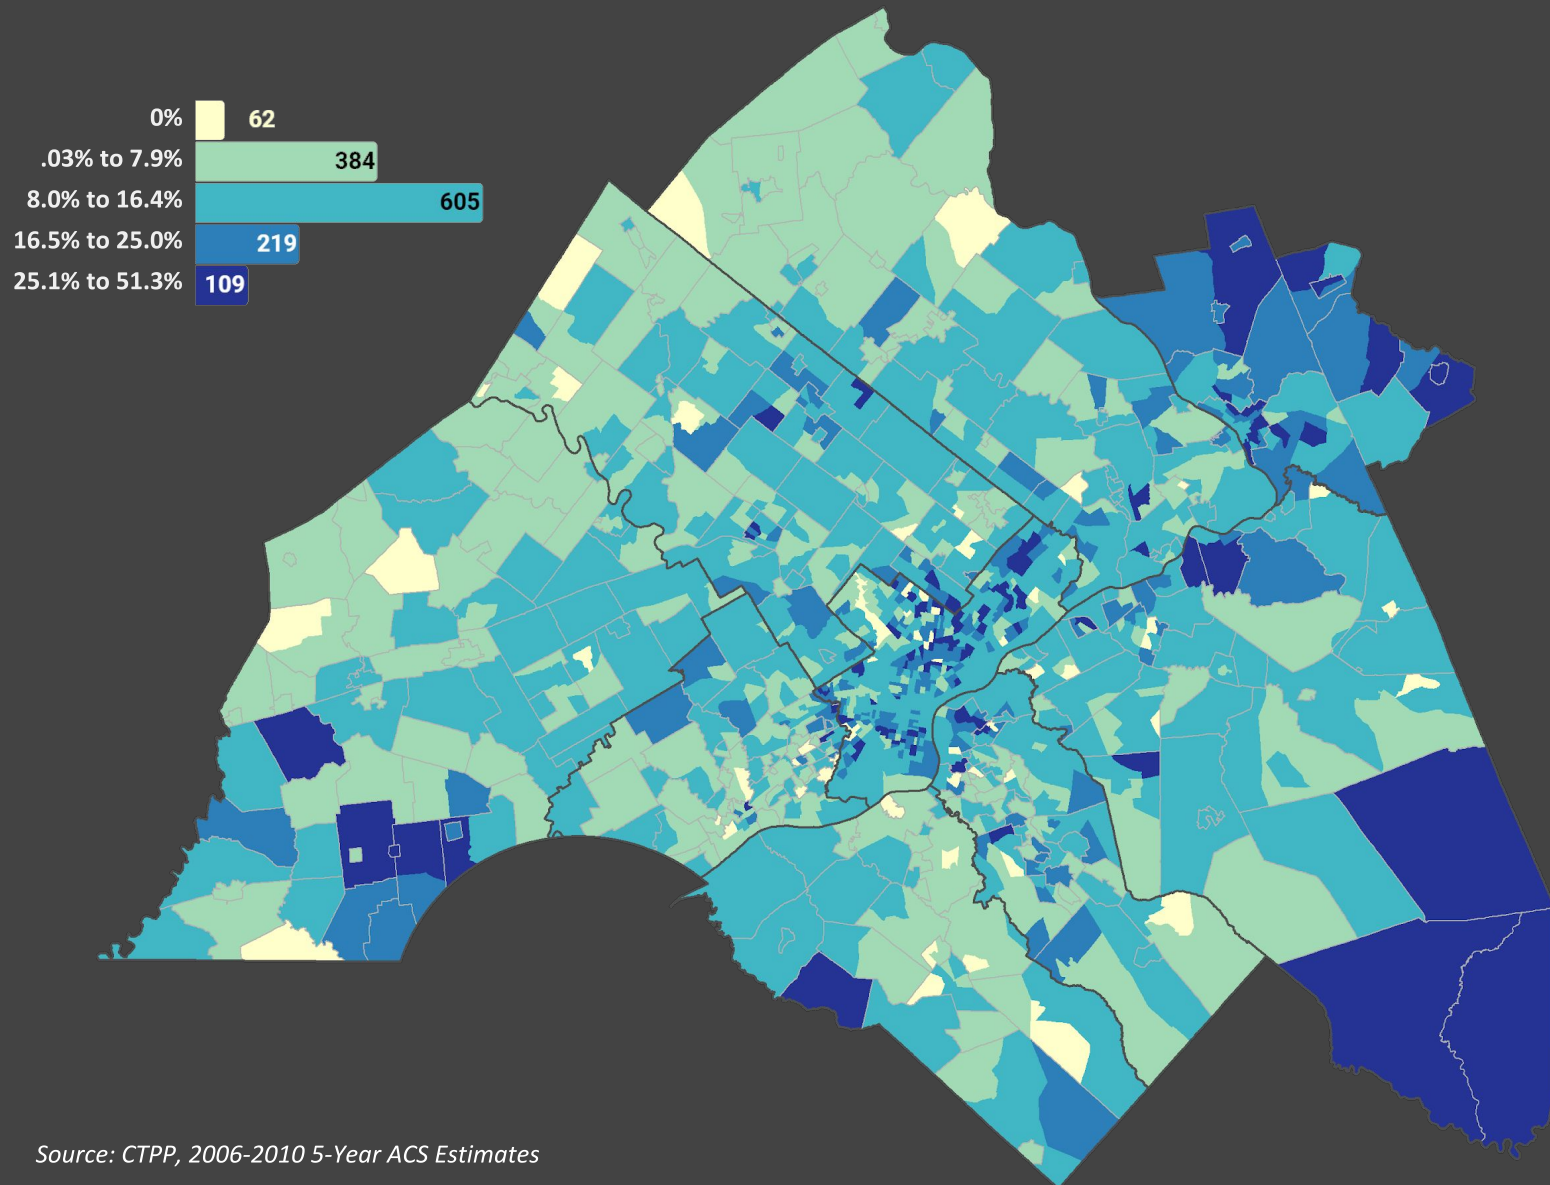 0% 62
.03% to 7.9% 384
8.0% to 16.4% 605
16.5% to 25.0% 219
25.1% to 51.3% 109
Source: CTPP, 2006-2010 5-Year ACS Estimates